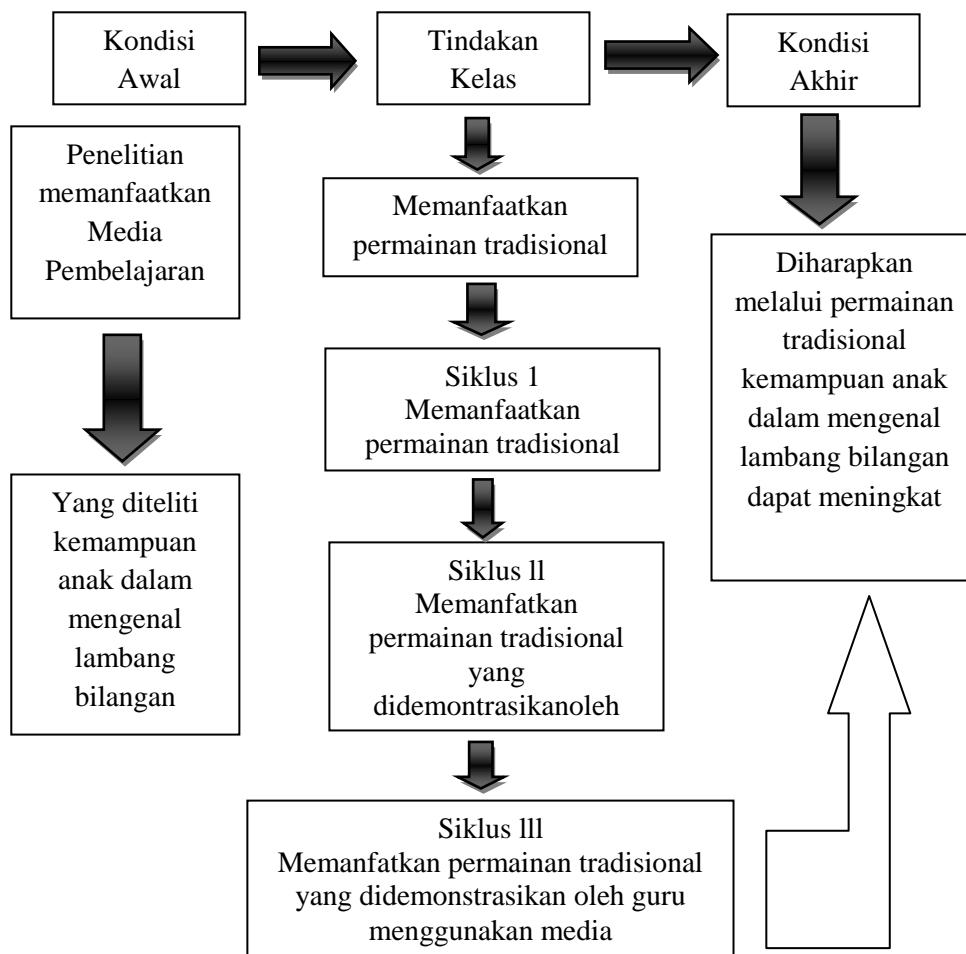 Kondisi
Awal
Tindakan
Kelas
Kondisi
Akhir
Penelitian
memanfaatkan
Media
Pembelajaran
Yang diteliti
kemampuan
anak dalam
mengenal
lambang
bilangan
Memanfaatkan
permainan tradisional
Siklus 1
Memanfaatkan
permainan tradisional
Siklus ll
Memanfatkan
permainan tradisional
yang
didemontrasikanoleh
Siklus lll
Memanfatkan permainan tradisional
yang didemonstrasikan oleh guru
menggunakan media
Diharapkan
melalui permainan
tradisional
kemampuan anak
dalam mengenal
lambang bilangan
dapat meningkat